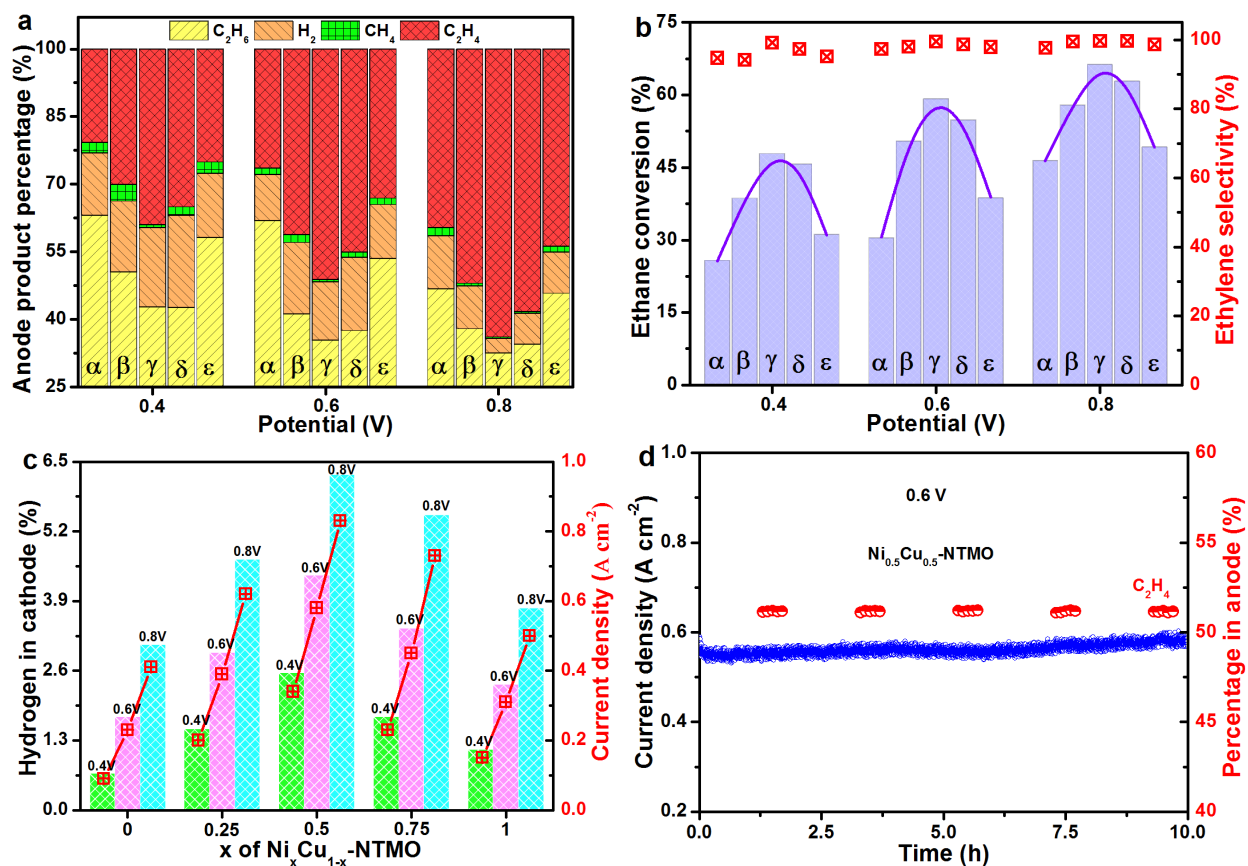 a
C₂H₆ H₂ CH₄ C₂H₄
Anode product percentage (%)
100
85
70
55
40
25
α β γ δ ε
α β γ δ ε
α β γ δ ε
0.4 0.6 0.8
Potential (V)
b
Ethane conversion (%)
75
60
45
30
15
0
α β γ δ ε
α β γ δ ε
α β γ δ ε
0.4 0.6 0.8
Potential (V)
100
80
60
40
20
0
Ethylene selectivity (%)
c
Hydrogen in cathode (%)
6.5
5.2
3.9
2.6
1.3
0.0
0.4V 0.6V 0.8V
0.4V 0.6V 0.8V
0.4V 0.6V 0.8V
0.4V 0.6V 0.8V
0.4V 0.6V 0.8V
0 0.25 0.5 0.75 1
x of NiₓCu₁₋ₓ-NTMO
1.0
0.8
0.6
0.4
0.2
0.0
Current density (A cm⁻²)
d
Current density (A cm⁻²)
1.0
0.8
0.6
0.4
0.2
0.6 V
Ni₀.₅Cu₀.₅-NTMO
C₂H₄
0.0 2.5 5.0 7.5 10.0
Time (h)
60
55
50
45
40
Percentage in anode (%)